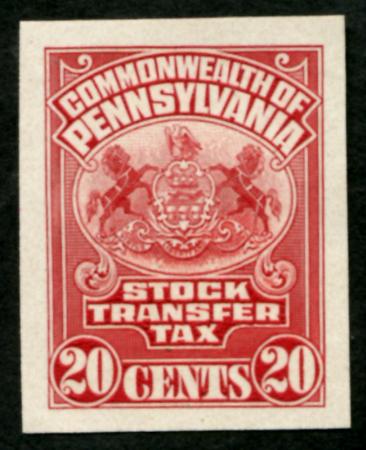 COMMONWEALTH OF
PENNSYLVANIA
STOCK
TRANSFER
TAX
20 CENTS 20